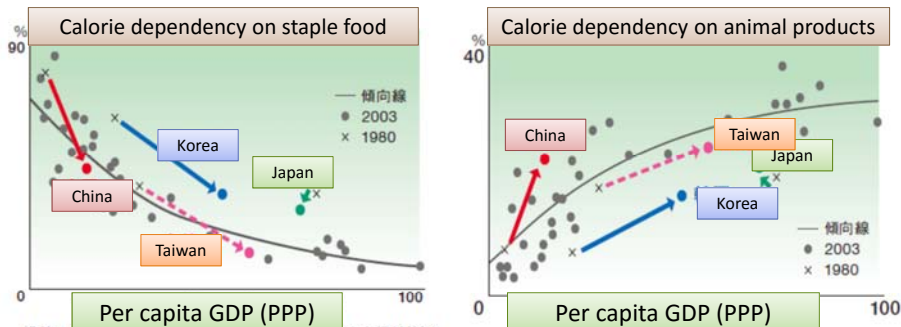 Calorie dependency on staple food
%
90
傾向線
2003
1980
Korea
Japan
China
Taiwan
0
100
Per capita GDP (PPP)
Calorie dependency on animal products
%
40
China
Taiwan
Japan
Korea
傾向線
2003
1980
0
100
Per capita GDP (PPP)